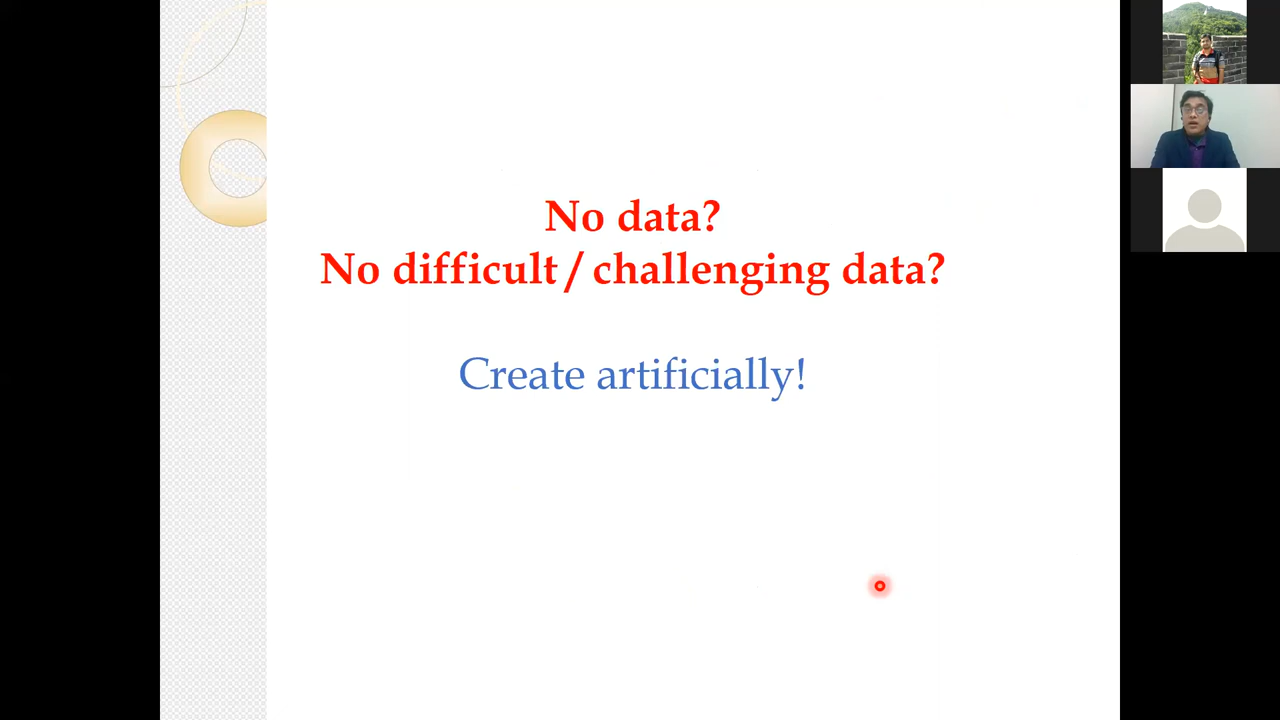 No data?
No difficult / challenging data?
Create artificially!